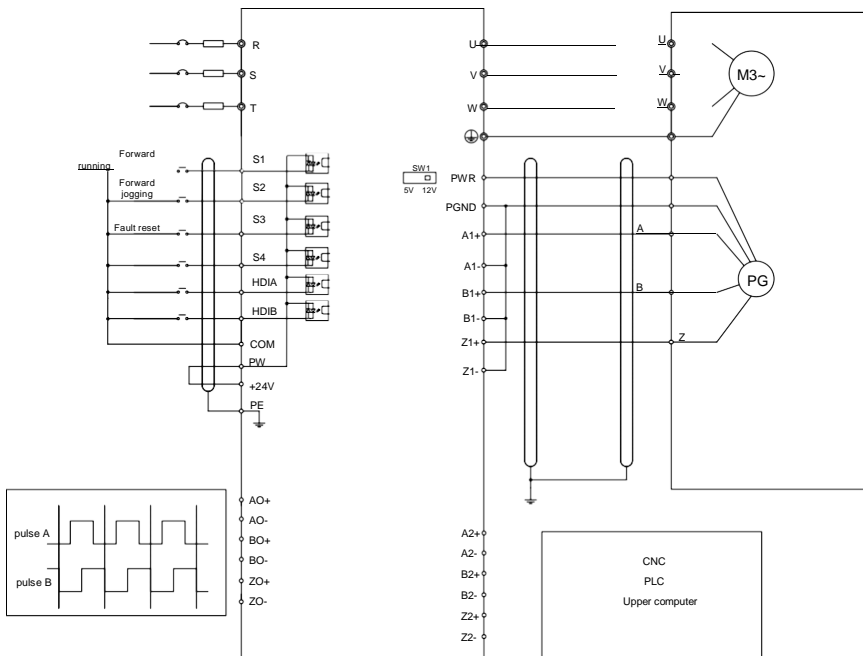 R
S
T
U
V
W
U
V
W
M3~
running
Forward
Forward
jogging
Fault reset
S1
S2
S3
S4
HDIA
HDIB
COM
PW
+24V
PE
SW1
5V 12V
PWR
PGND
A1+
A1-
B1+
B1-
Z1+
Z1-
A
B
Z
PG
pulse A
pulse B
AO+
AO-
BO+
BO-
ZO+
ZO-
A2+
A2-
B2+
B2-
Z2+
Z2-
CNC
PLC
Upper computer